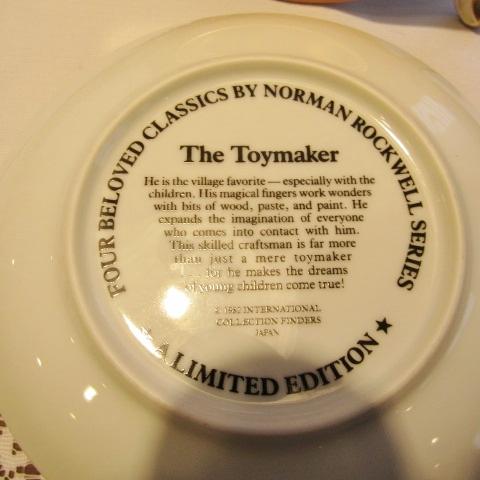 FOUR BELOVED CLASSICS BY NORMAN ROCKWELL SERIES
The Toymaker
He is the village favorite — especially with the
children. His magical fingers work wonders
with bits of wood, paste, and paint. He
expands the imagination of everyone
who comes into contact with him.
This skilled craftsman is far more
than just a mere toymaker
. . . for he makes the dreams
of young children come true!
© 1982 INTERNATIONAL
COLLECTION FINDERS
JAPAN
★ A LIMITED EDITION ★